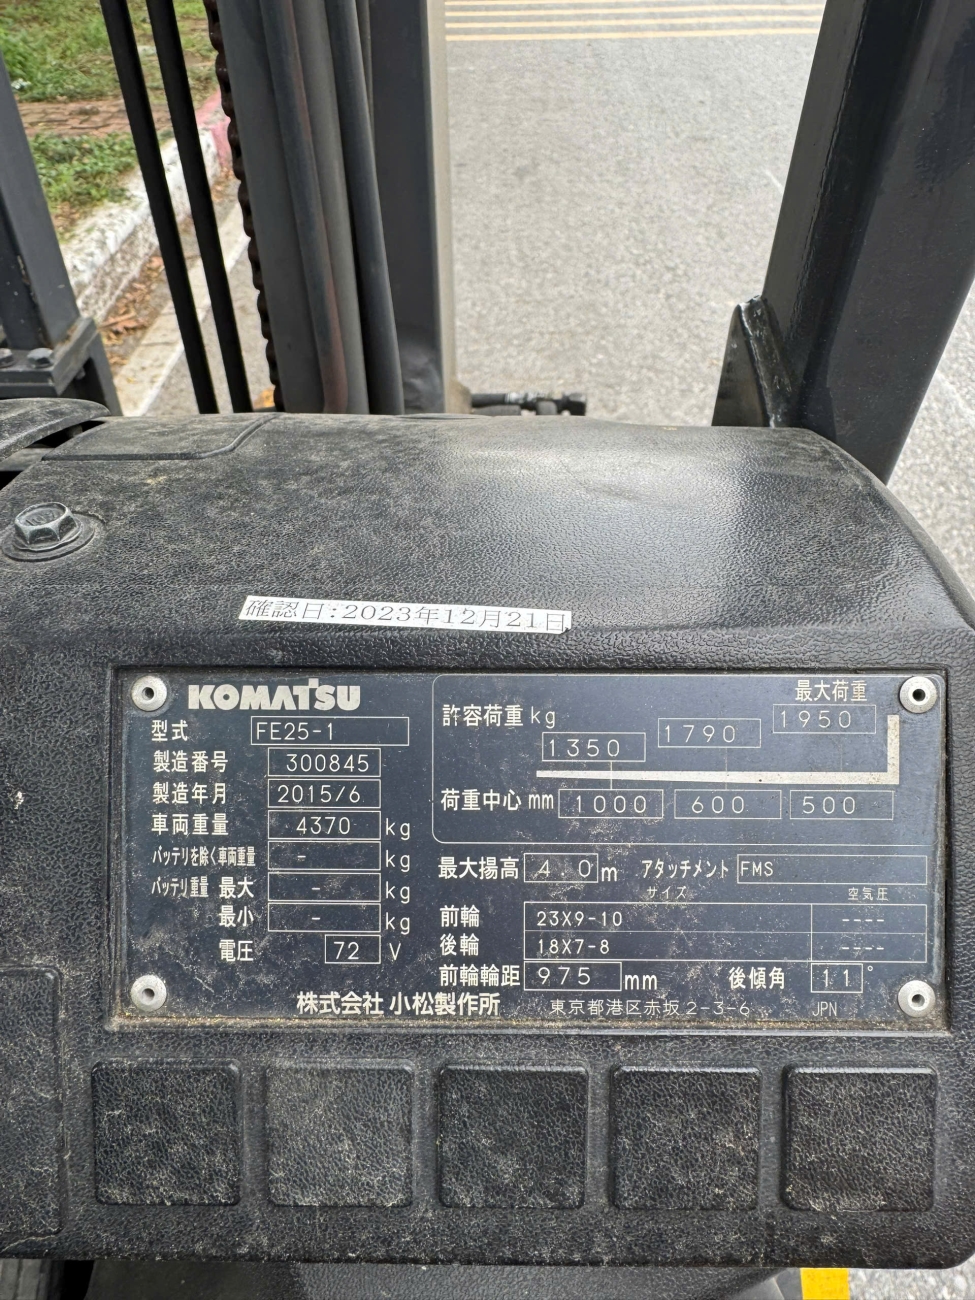 確認日:2023年12月21日
KOMATSU
型式 FE25-1
製造番号 300845
製造年月 2015/6
車両重量 4370 kg
バッテリを除く車両重量 - kg
バッテリ重量 最大 - kg
最小 - kg
電圧 72 V
最大荷重
許容荷重 kg 1350 1790 1950
荷重中心 mm 1000 600 500
最大揚高 4.0 m アタッチメント FMS
サイズ 空気圧
前輪 23X9-10 ----
後輪 18X7-8 ----
前輪輪距 975 mm 後傾角 11°
株式会社 小松製作所 東京都港区赤坂2-3-6 JPN